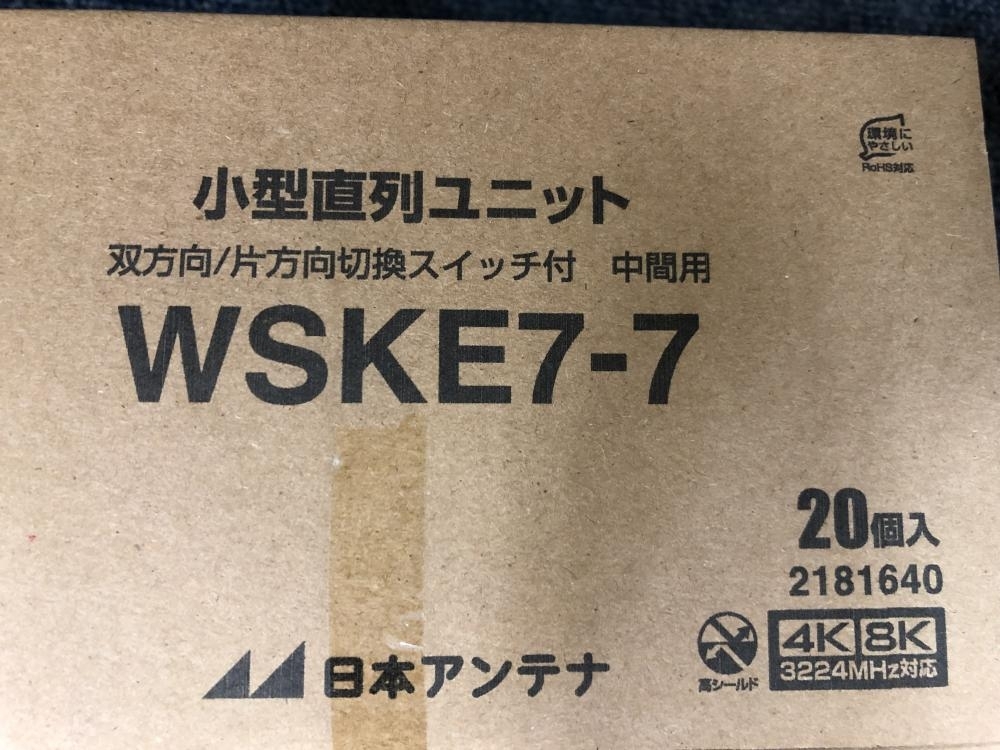 環境に
やさしい
RoHS対応
小型直列ユニット
双方向/片方向切換スイッチ付 中間用
WSKE7-7
20個入
2181640
高シールド
4K 8K
3224MHz対応
日本アンテナ